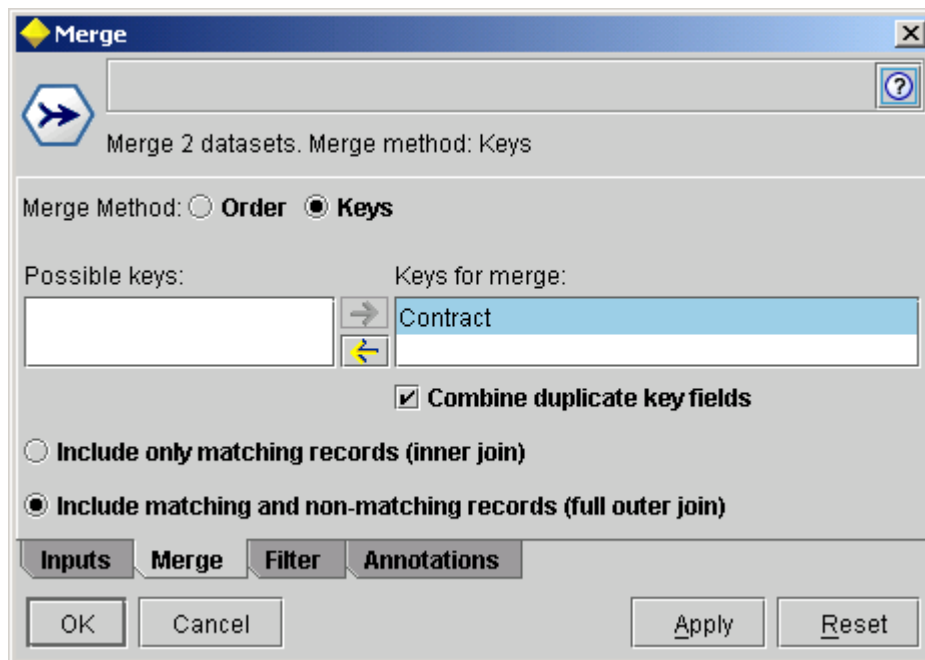 Merge
Merge 2 datasets. Merge method: Keys
Merge Method: Order Keys
Possible keys: Keys for merge:
Contract
Combine duplicate key fields
Include only matching records (inner join)
Include matching and non-matching records (full outer join)
Inputs Merge Filter Annotations
OK Cancel Apply Reset